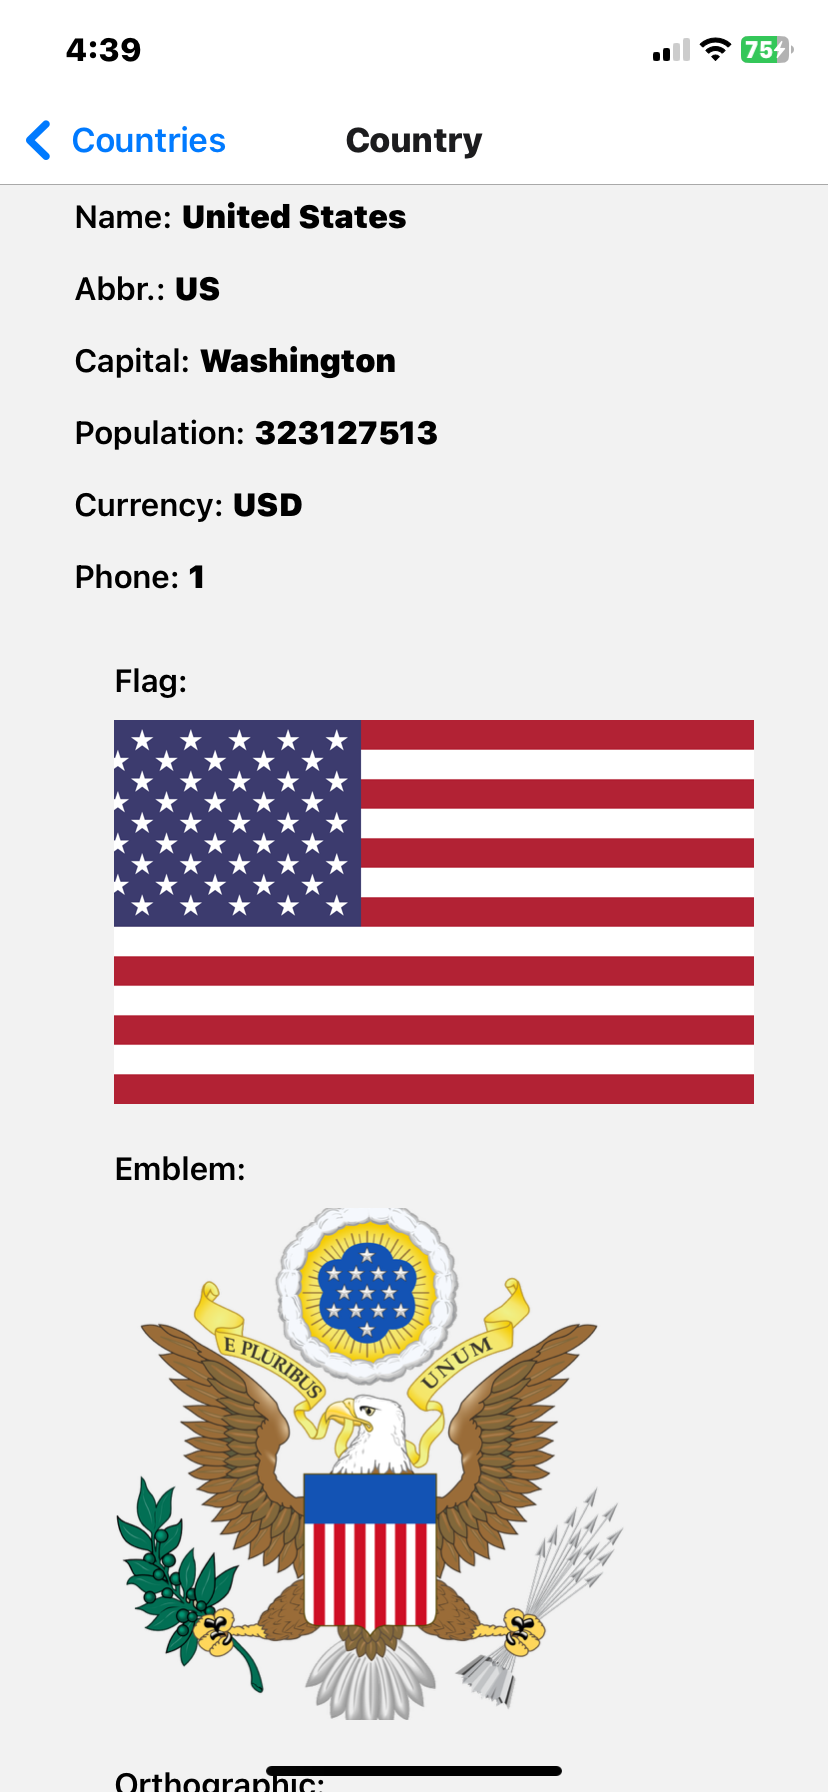 4:39
75
Countries
Country
Name: United States
Abbr.: US
Capital: Washington
Population: 323127513
Currency: USD
Phone: 1
Flag:
Emblem:
E PLURIBUS
UNUM
Orthographic: